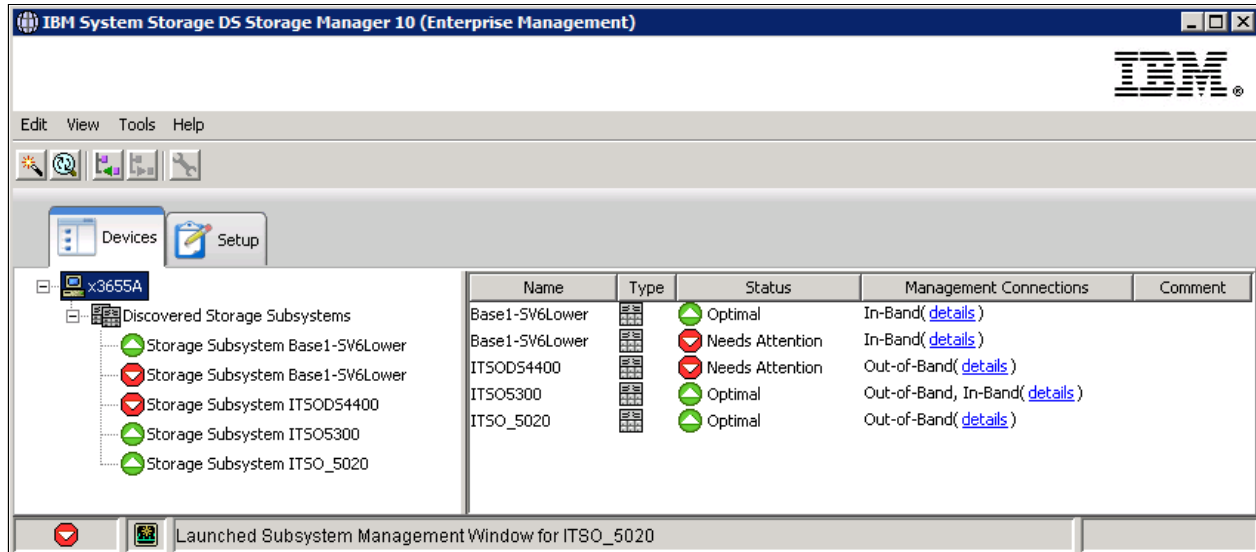 IBM System Storage DS Storage Manager 10 (Enterprise Management)
IBM®
Edit View Tools Help
Devices Setup
x3655A
Discovered Storage Subsystems
Storage Subsystem Base1-SV6Lower
Storage Subsystem Base1-SV6Lower
Storage Subsystem ITSODS4400
Storage Subsystem ITSO5300
Storage Subsystem ITSO_5020
Name Type Status Management Connections Comment
Base1-SV6Lower Optimal In-Band( details )
Base1-SV6Lower Needs Attention In-Band( details )
ITSODS4400 Needs Attention Out-of-Band( details )
ITSO5300 Optimal Out-of-Band, In-Band( details )
ITSO_5020 Optimal Out-of-Band( details )
Launched Subsystem Management Window for ITSO_5020